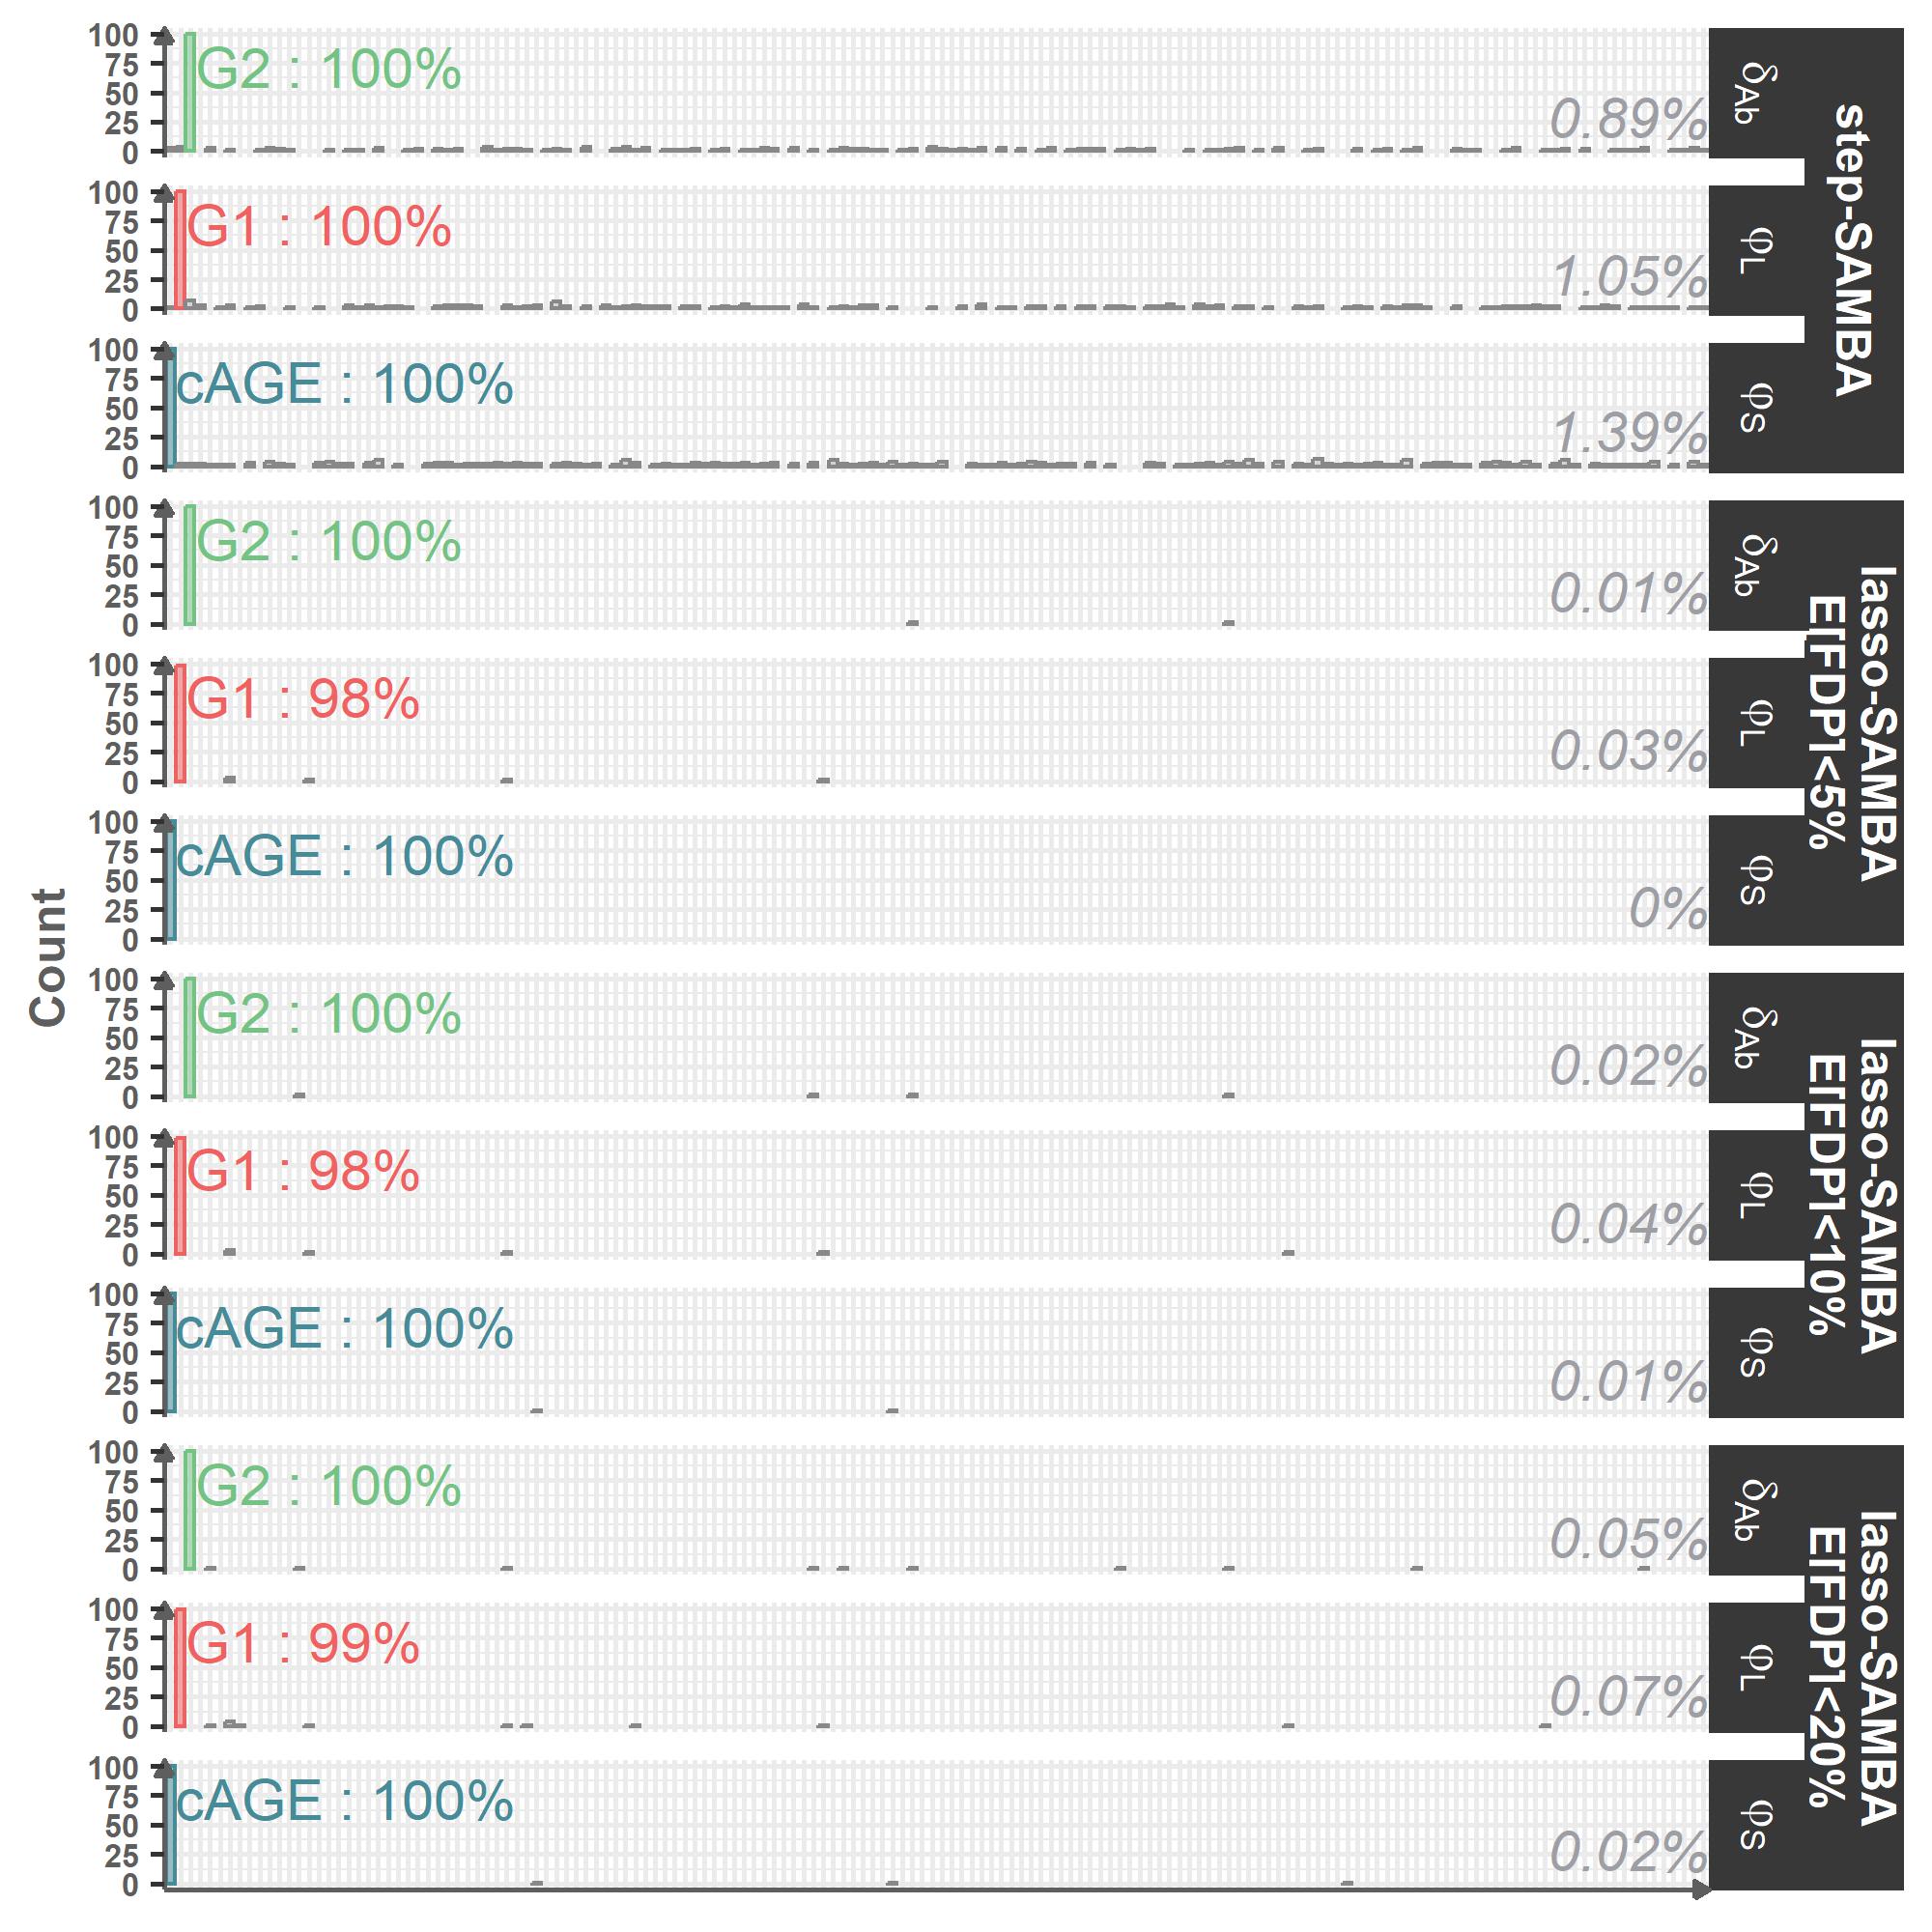 Count
100
75
50
25
0
G2 : 100%
0.89%
δAb
100
75
50
25
0
G1 : 100%
1.05%
φL
100
75
50
25
0
cAGE : 100%
1.39%
φS
step-SAMBA
100
75
50
25
0
G2 : 100%
0.01%
δAb
100
75
50
25
0
G1 : 98%
0.03%
φL
100
75
50
25
0
cAGE : 100%
0%
φS
lasso-SAMBA
E[FDP]<5%
100
75
50
25
0
G2 : 100%
0.02%
δAb
100
75
50
25
0
G1 : 98%
0.04%
φL
100
75
50
25
0
cAGE : 100%
0.01%
φS
lasso-SAMBA
E[FDP]<10%
100
75
50
25
0
G2 : 100%
0.05%
δAb
100
75
50
25
0
G1 : 99%
0.07%
φL
100
75
50
25
0
cAGE : 100%
0.02%
φS
lasso-SAMBA
E[FDP]<20%